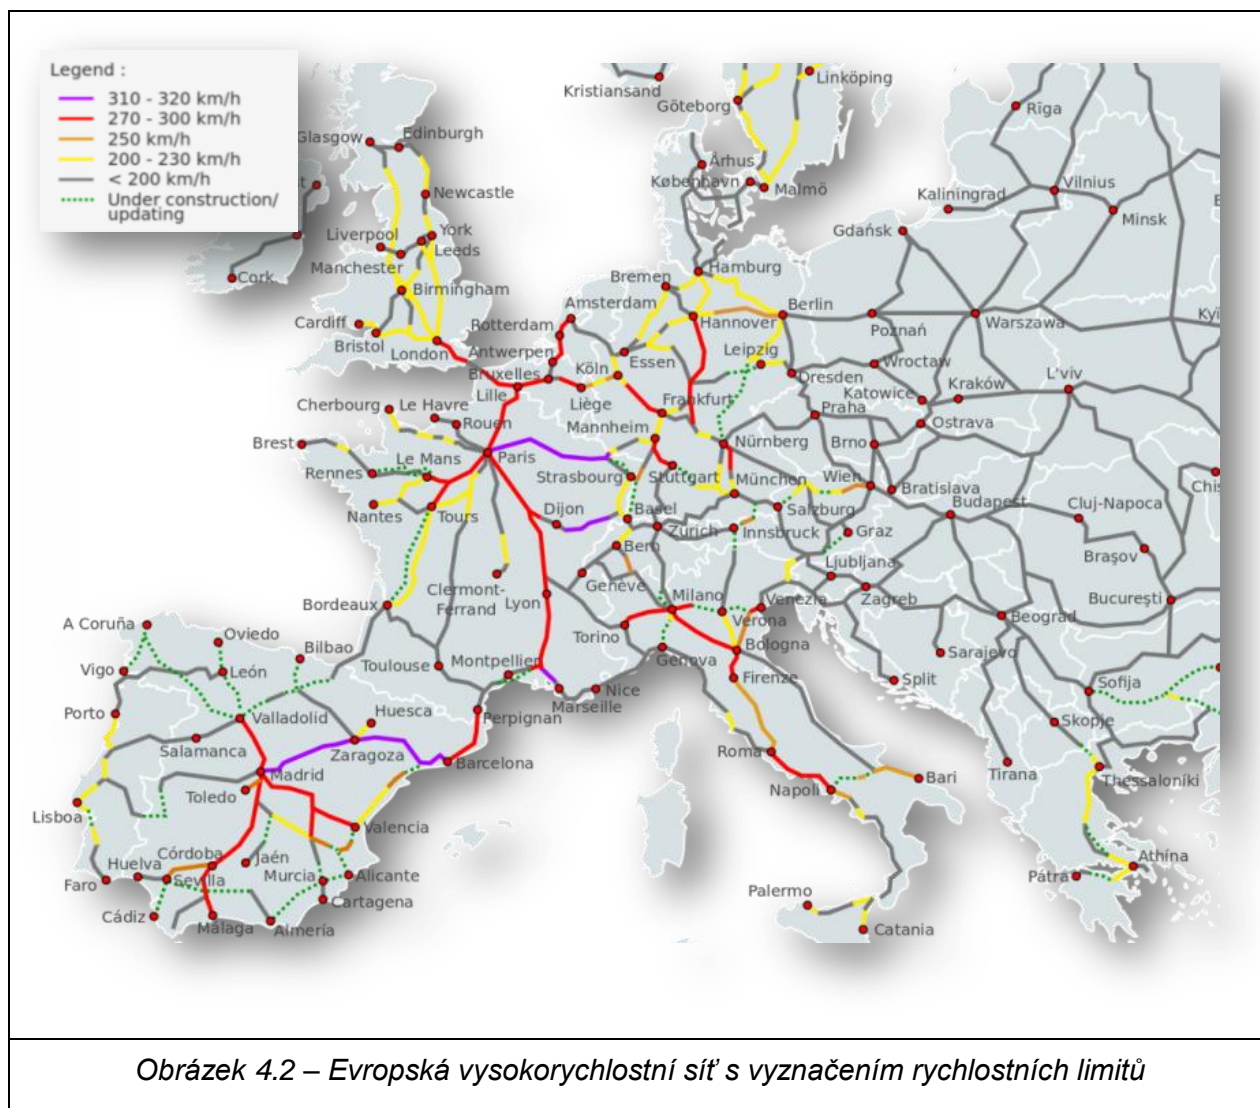 Legend :
310 - 320 km/h
270 - 300 km/h
250 km/h
200 - 230 km/h
< 200 km/h
Under construction/
updating
Kristiansand
Linköping
Göteborg
Rīga
Glasgow
Edinburgh
Århus
København
Malmö
Vilnius
Kaliningrad
Minsk
Newcastle
Gdańsk
Liverpool
York
Leeds
Manchester
Cork
Hamburg
Bremen
Birmingham
Amsterdam
Berlin
Cardiff
Rotterdam
Hannover
Poznań
Warszawa
Bristol
London
Antwerpen
Essen
Leipzig
Wrocław
Bruxelles
Köln
Dresden
Kraków
L'viv
Lille
Liège
Katowice
Cherbourg
Le Havre
Frankfurt
Praha
Rouen
Mannheim
Ostrava
Brest
Nürnberg
Brno
Le Mans
Paris
Rennes
Strasbourg
Stuttgart
München
Wien
Bratislava
Nantes
Tours
Dijon
Basel
Salzburg
Budapest
Cluj-Napoca
Zürich
Innsbruck
Graz
Bern
Braşov
Genève
Ljubljana
Clermont-
Ferrand
Lyon
Bordeaux
Milano
Venezia
Zagreb
Bucureşti
A Coruña
Verona
Beograd
Oviedo
Torino
Bologna
Bilbao
Sarajevo
Vigo
León
Toulouse
Montpellier
Genova
Firenze
Split
Sofija
Nice
Marseille
Porto
Valladolid
Huesca
Perpignan
Skopje
Salamanca
Zaragoza
Roma
Barcelona
Madrid
Tirana
Thessaloníki
Bari
Toledo
Napoli
Lisboa
Valencia
Córdoba
Jaén
Athína
Huelva
Murcia
Alicante
Pátra
Faro
Sevilla
Palermo
Cartagena
Cádiz
Málaga
Almería
Catania
Obrázek 4.2 – Evropská vysokorychlostní síť s vyznačením rychlostních limitů